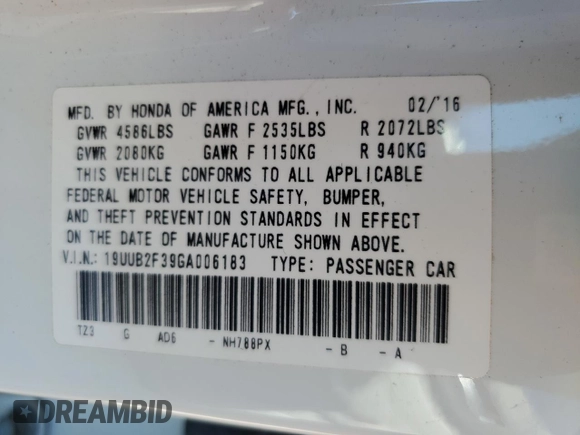 MFD. BY HONDA OF AMERICA MFG., INC. 02/'16
GVWR 4586LBS GAWR F 2535LBS R 2072LBS
GVWR 2080KG GAWR F 1150KG R 940KG
THIS VEHICLE CONFORMS TO ALL APPLICABLE
FEDERAL MOTOR VEHICLE SAFETY, BUMPER,
AND THEFT PREVENTION STANDARDS IN EFFECT
ON THE DATE OF MANUFACTURE SHOWN ABOVE.
V.I.N.: 19UUB2F39GA006183 TYPE: PASSENGER CAR
TZ3 G AD6 - NH788PX - B - A
DREAMBID